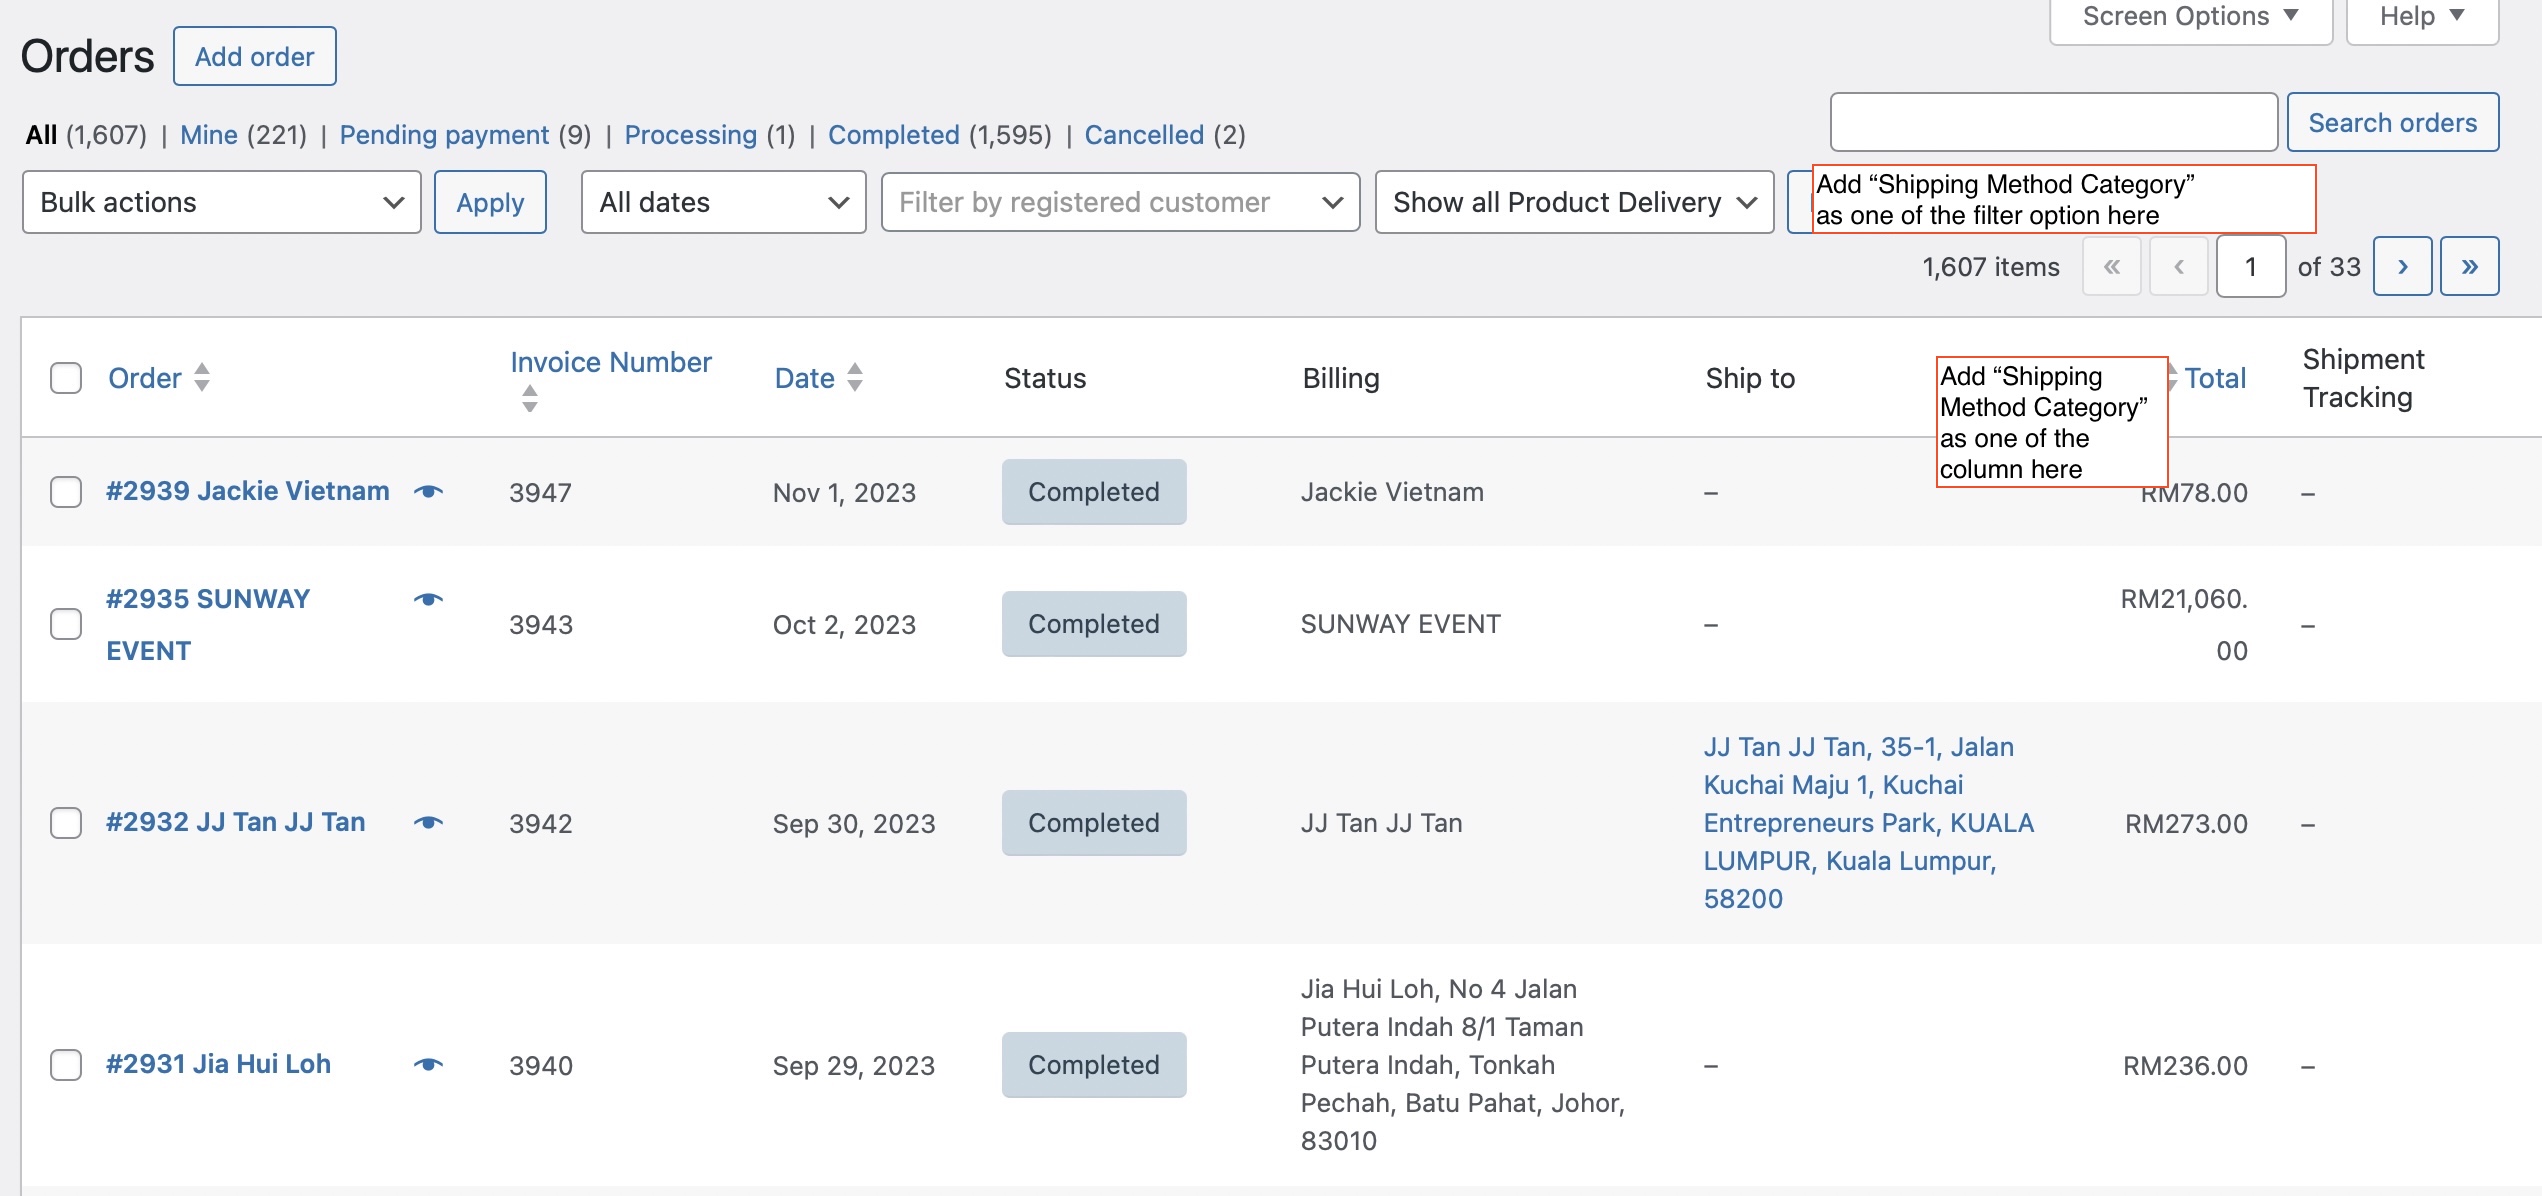 Screen Options ▼
Help ▼
Orders
Add order
All (1,607) | Mine (221) | Pending payment (9) | Processing (1) | Completed (1,595) | Cancelled (2)
Search orders
Bulk actions
Apply
All dates
Filter by registered customer
Show all Product Delivery
Add “Shipping Method Category”
as one of the filter option here
1,607 items « ‹ 1 of 33 › »
Order
Invoice Number
Date
Status
Billing
Ship to
Add “Shipping
Method Category”
as one of the
column here
Total
Shipment
Tracking
#2939 Jackie Vietnam
3947
Nov 1, 2023
Completed
Jackie Vietnam
–
RM78.00
–
#2935 SUNWAY
EVENT
3943
Oct 2, 2023
Completed
SUNWAY EVENT
–
RM21,060.
00
–
#2932 JJ Tan JJ Tan
3942
Sep 30, 2023
Completed
JJ Tan JJ Tan
JJ Tan JJ Tan, 35-1, Jalan
Kuchai Maju 1, Kuchai
Entrepreneurs Park, KUALA
LUMPUR, Kuala Lumpur,
58200
RM273.00
–
#2931 Jia Hui Loh
3940
Sep 29, 2023
Completed
Jia Hui Loh, No 4 Jalan
Putera Indah 8/1 Taman
Putera Indah, Tonkah
Pechah, Batu Pahat, Johor,
83010
–
RM236.00
–